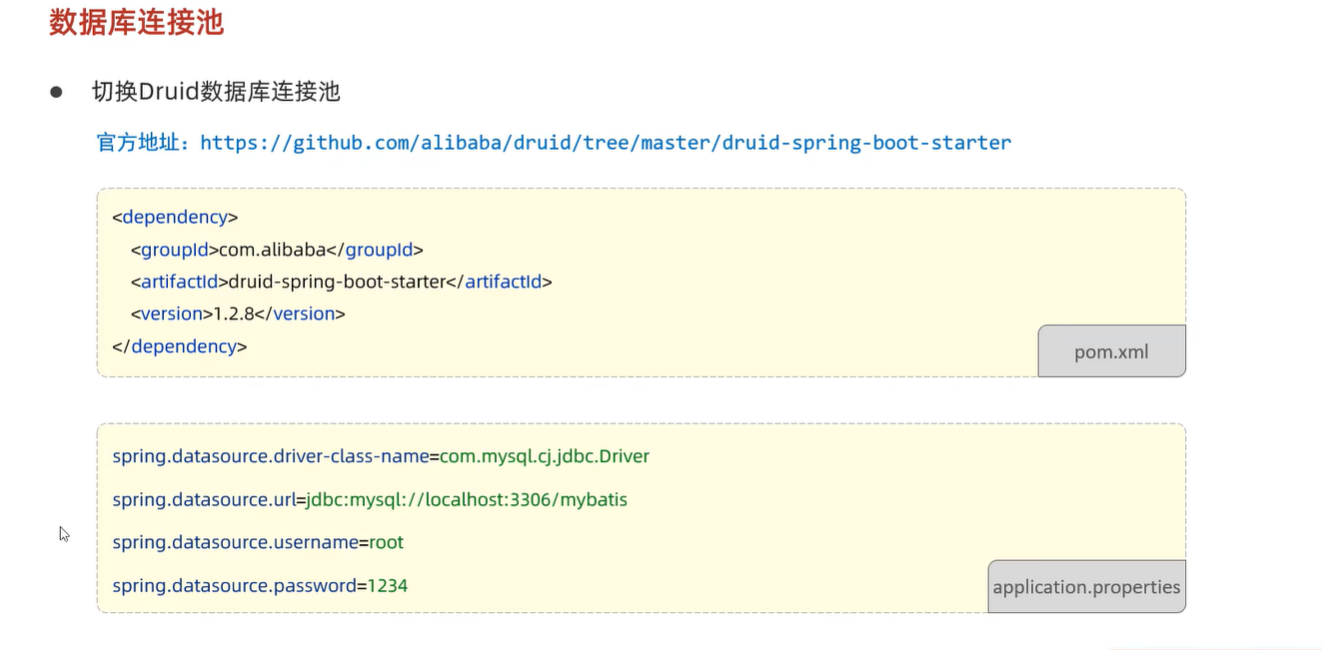 数据库连接池
● 切换Druid数据库连接池
官方地址：https://github.com/alibaba/druid/tree/master/druid-spring-boot-starter
<dependency>
<groupId>com.alibaba</groupId>
<artifactId>druid-spring-boot-starter</artifactId>
<version>1.2.8</version>
</dependency>
pom.xml
spring.datasource.driver-class-name=com.mysql.cj.jdbc.Driver
spring.datasource.url=jdbc:mysql://localhost:3306/mybatis
spring.datasource.username=root
spring.datasource.password=1234
application.properties